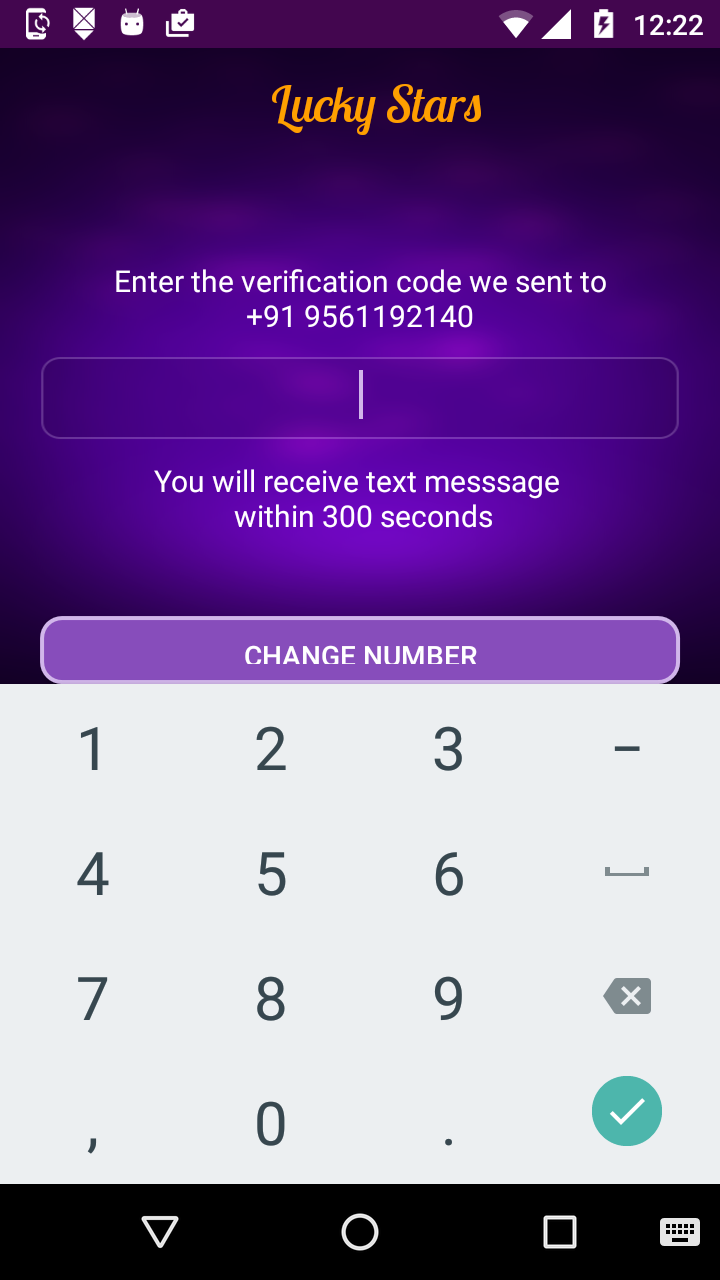 12:22
Lucky Stars
Enter the verification code we sent to
+91 9561192140
You will receive text messsage
within 300 seconds
CHANGE NUMBER
1 2 3 –
4 5 6
7 8 9
, 0 .